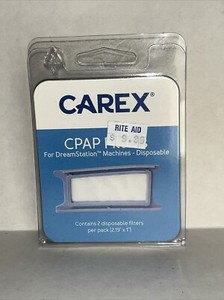 CAREX®
RITE AID
CPAP
For DreamStation™ Machines - Disposable
Contains 2 disposable filters
per pack (2.19" x 1")